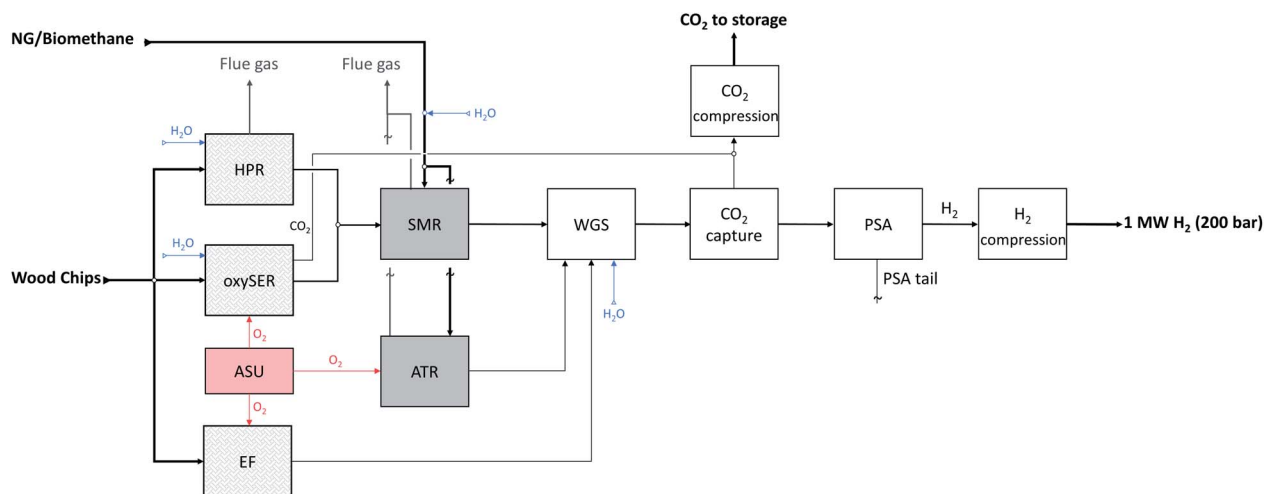 CO₂ to storage
NG/Biomethane
Flue gas
Flue gas
CO₂
compression
H₂O
H₂O
HPR
CO₂
SMR
WGS
CO₂
capture
PSA
H₂
H₂
compression
1 MW H₂ (200 bar)
H₂O
Wood Chips
oxySER
PSA tail
H₂O
O₂
ASU
O₂
ATR
O₂
EF